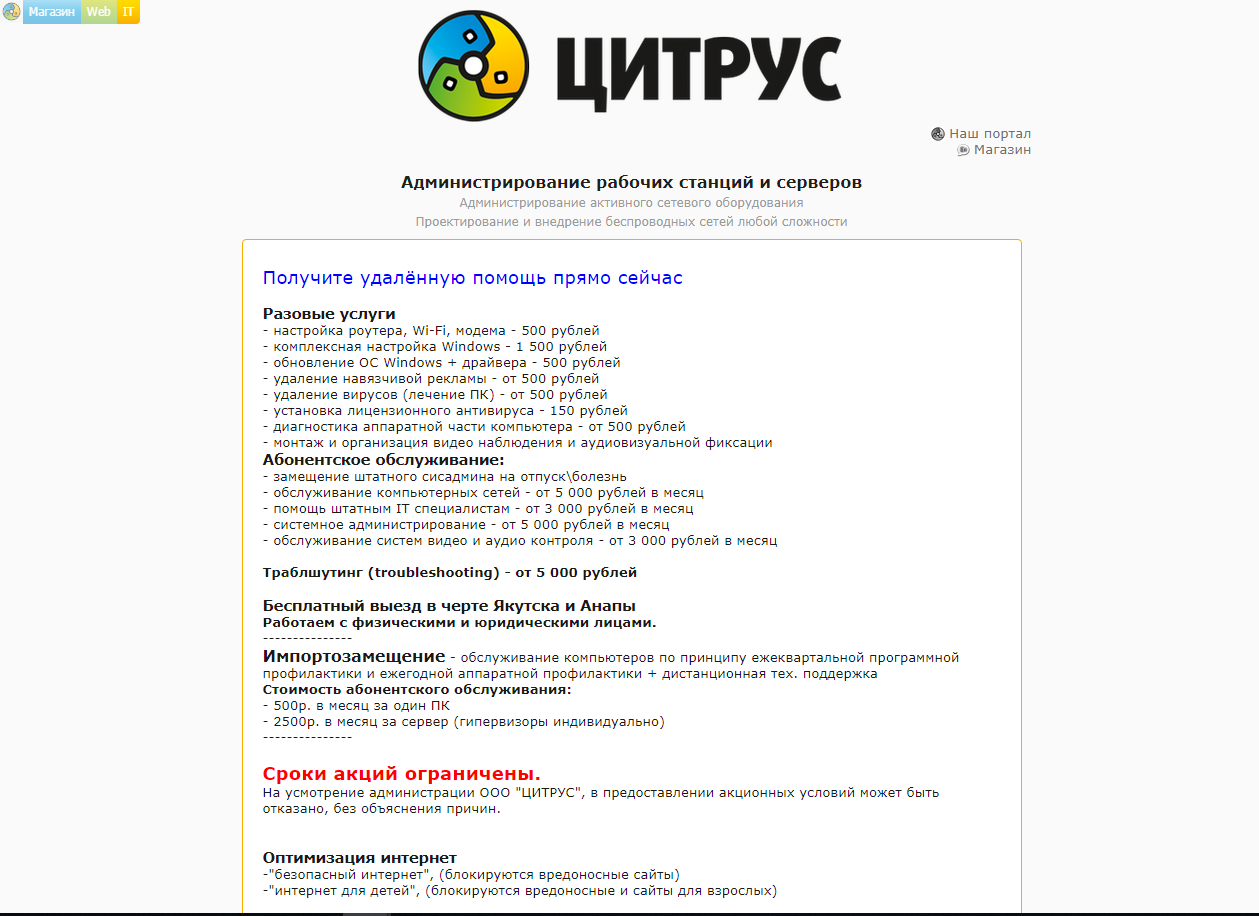 Магазин Web IT
ЦИТРУС
Наш портал
Магазин
Администрирование рабочих станций и серверов
Администрирование активного сетевого оборудования
Проектирование и внедрение беспроводных сетей любой сложности
Получите удалённую помощь прямо сейчас
Разовые услуги
- настройка роутера, Wi-Fi, модема - 500 рублей
- комплексная настройка Windows - 1 500 рублей
- обновление ОС Windows + драйвера - 500 рублей
- удаление навязчивой рекламы - от 500 рублей
- удаление вирусов (лечение ПК) - от 500 рублей
- установка лицензионного антивируса - 150 рублей
- диагностика аппаратной части компьютера - от 500 рублей
- монтаж и организация видео наблюдения и аудиовизуальной фиксации
Абонентское обслуживание:
- замещение штатного сисадмина на отпуск\болезнь
- обслуживание компьютерных сетей - от 5 000 рублей в месяц
- помощь штатным IT специалистам - от 3 000 рублей в месяц
- системное администрирование - от 5 000 рублей в месяц
- обслуживание систем видео и аудио контроля - от 3 000 рублей в месяц
Траблшутинг (troubleshooting) - от 5 000 рублей
Бесплатный выезд в черте Якутска и Анапы
Работаем с физическими и юридическими лицами.
---------------
Импортозамещение - обслуживание компьютеров по принципу ежеквартальной программной
профилактики и ежегодной аппаратной профилактики + дистанционная тех. поддержка
Стоимость абонентского обслуживания:
- 500р. в месяц за один ПК
- 2500р. в месяц за сервер (гипервизоры индивидуально)
---------------
Сроки акций ограничены.
На усмотрение администрации ООО "ЦИТРУС", в предоставлении акционных условий может быть
отказано, без объяснения причин.
Оптимизация интернет
-"безопасный интернет", (блокируются вредоносные сайты)
-"интернет для детей", (блокируются вредоносные и сайты для взрослых)